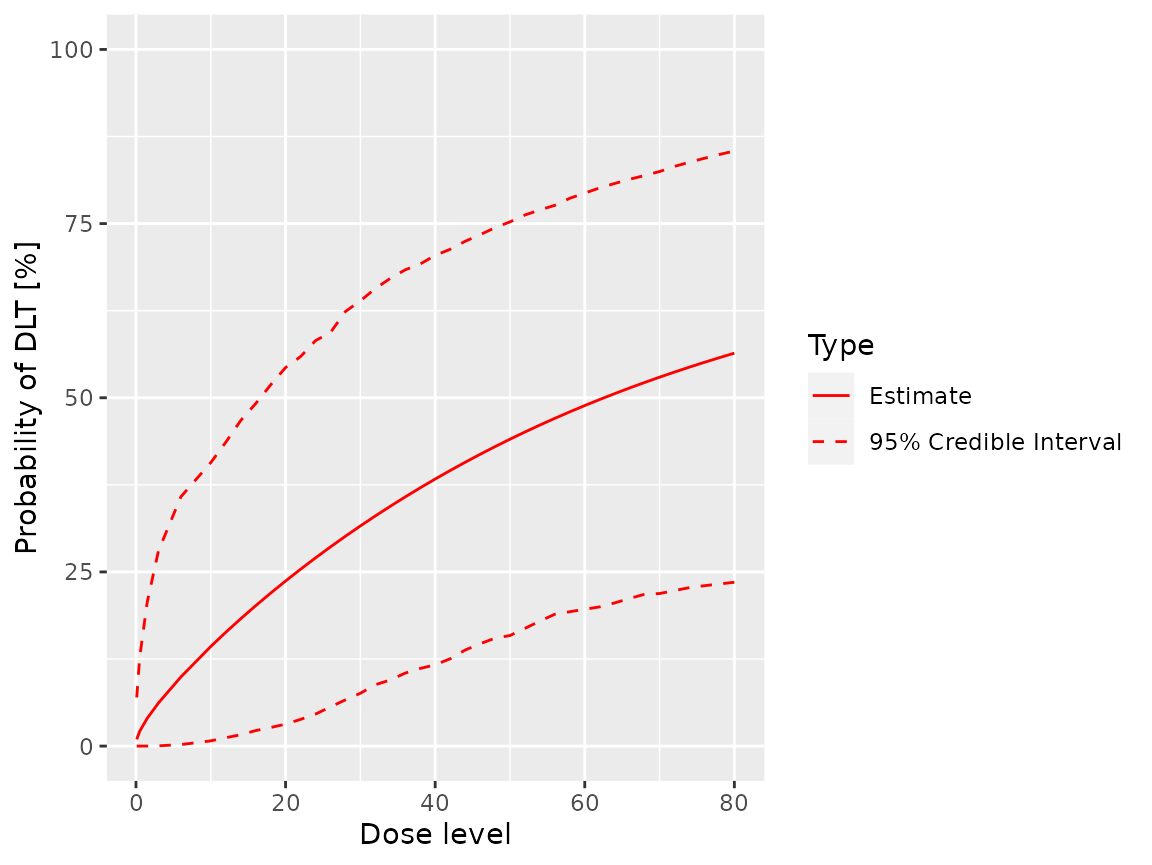 100
75
50
25
0
0 20 40 60 80
Probability of DLT [%]
Dose level
Type
Estimate
95% Credible Interval